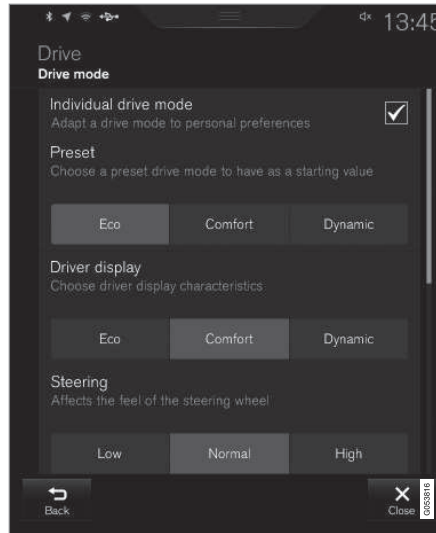 13:45
Drive
Drive mode
Individual drive mode
Adapt a drive mode to personal preferences
Preset
Choose a preset drive mode to have as a starting value
Eco Comfort Dynamic
Driver display
Choose driver display characteristics
Eco Comfort Dynamic
Steering
Affects the feel of the steering wheel
Low Normal High
Back Close
G053816